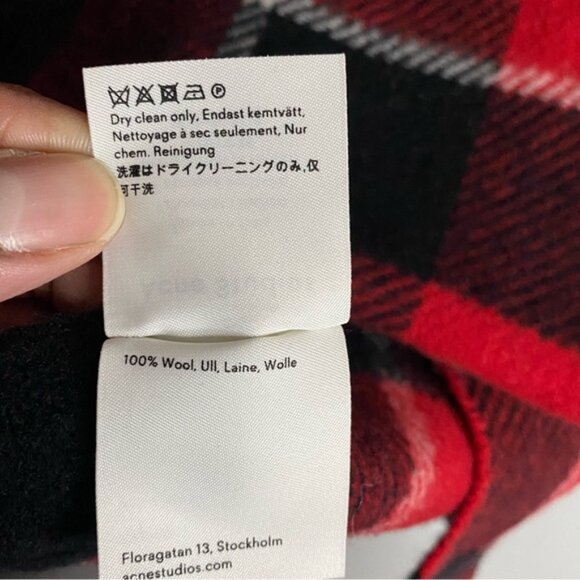 Dry clean only, Endast kemtvätt,
Nettoyage à sec seulement, Nur
chem. Reinigung
洗濯はドライクリーニングのみ,仅
可干洗
100% Wool, Ull, Laine, Wolle
Floragatan 13, Stockholm
acnestudios.com